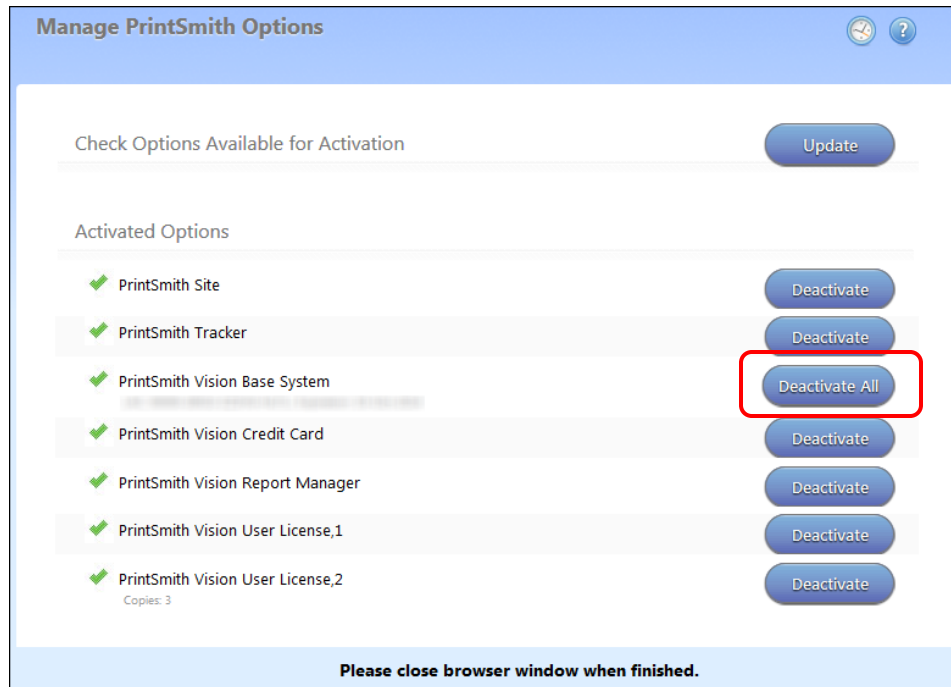 Manage PrintSmith Options
?
Check Options Available for Activation
Update
Activated Options
PrintSmith Site
Deactivate
PrintSmith Tracker
Deactivate
PrintSmith Vision Base System
Deactivate All
PrintSmith Vision Credit Card
Deactivate
PrintSmith Vision Report Manager
Deactivate
PrintSmith Vision User License,1
Deactivate
PrintSmith Vision User License,2
Deactivate
Copies: 3
Please close browser window when finished.